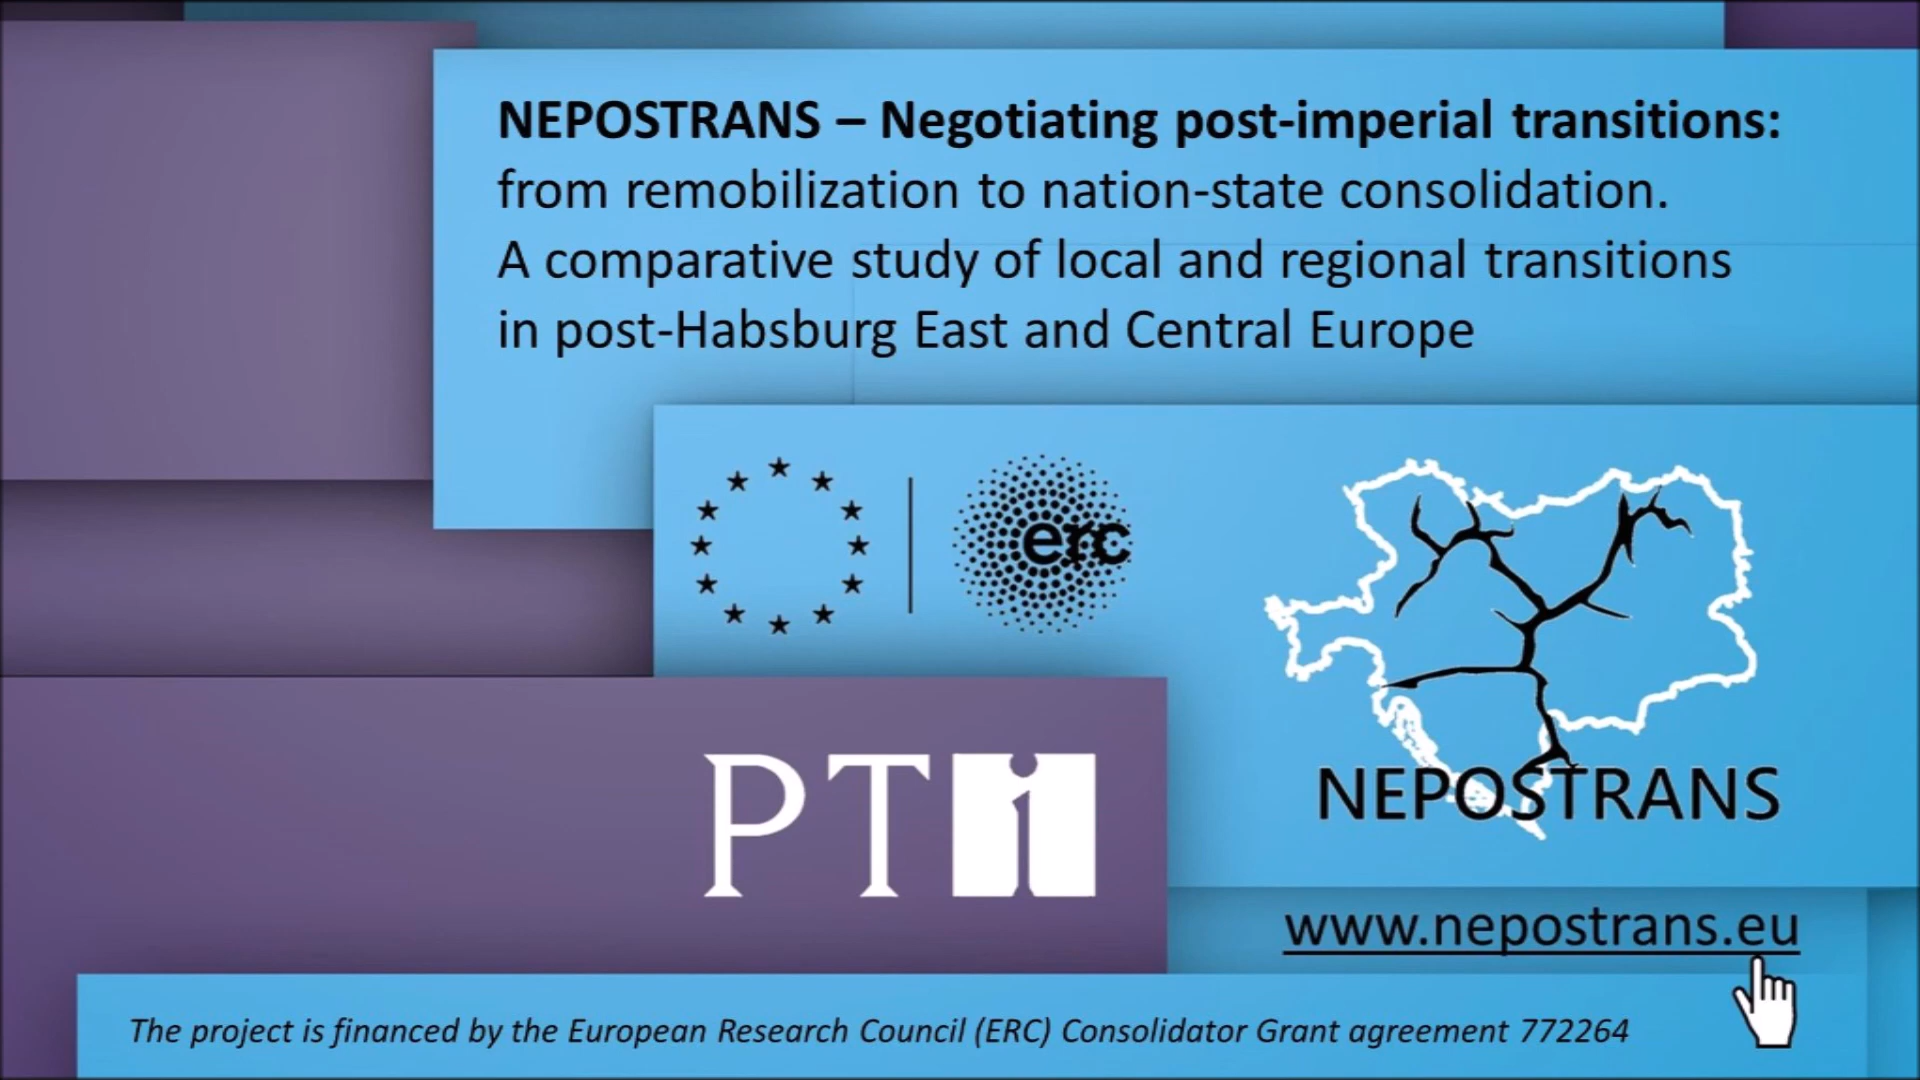 NEPOSTRANS – Negotiating post-imperial transitions:
from remobilization to nation-state consolidation.
A comparative study of local and regional transitions
in post-Habsburg East and Central Europe
erc
NEPOSTRANS
PTi
www.nepostrans.eu
The project is financed by the European Research Council (ERC) Consolidator Grant agreement 772264